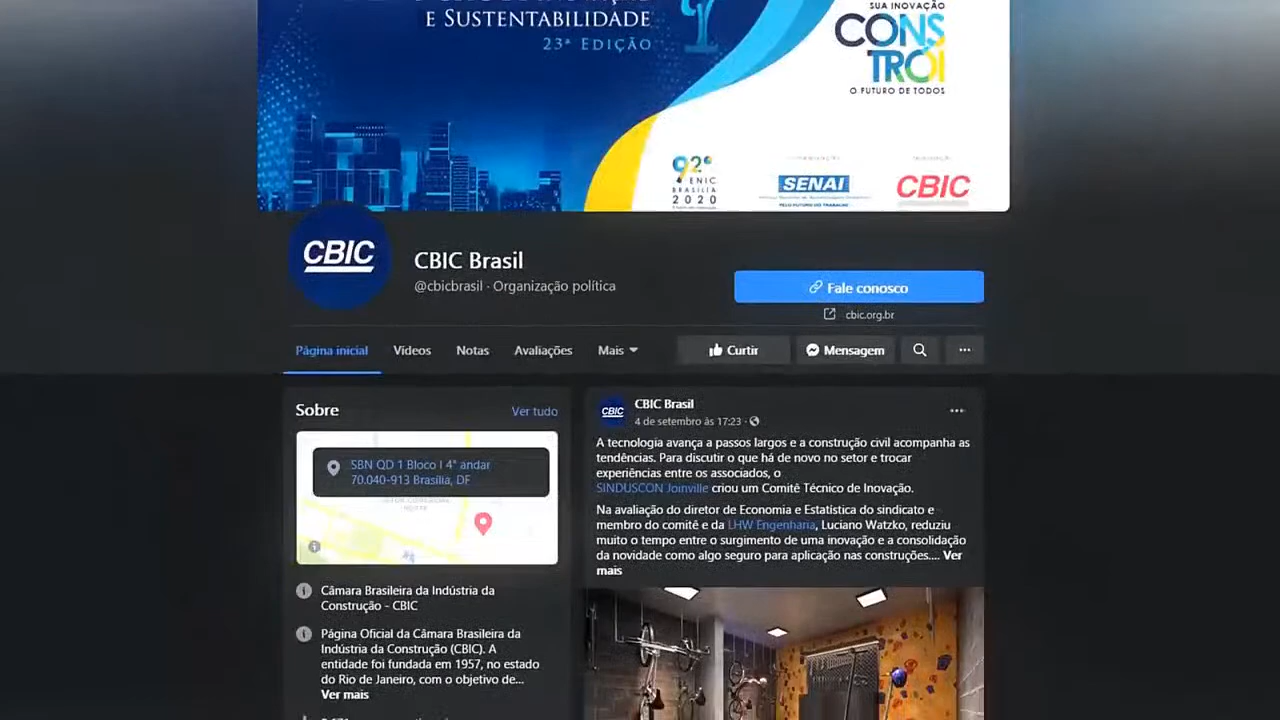 E SUSTENTABILIDADE
23ª EDIÇÃO
SUA INOVAÇÃO
CONS
TRÓI
O FUTURO DE TODOS
92º
ENIC
BRASÍLIA
2020
SENAI
CBIC
CBIC
CBIC Brasil
@cbicbrasil · Organização política
Fale conosco
cbic.org.br
Página inicial
Vídeos
Notas
Avaliações
Mais
Curtir
Mensagem
Sobre
Ver tudo
SBN QD 1 Bloco I 4° andar
70.040-913 Brasília, DF
Câmara Brasileira da Indústria da
Construção - CBIC
Página Oficial da Câmara Brasileira da
Indústria da Construção (CBIC). A
entidade foi fundada em 1957, no estado
do Rio de Janeiro, com o objetivo de...
Ver mais
CBIC
CBIC Brasil
4 de setembro às 17:23 ·
A tecnologia avança a passos largos e a construção civil acompanha as
tendências. Para discutir o que há de novo no setor e trocar
experiências entre os associados, o
SINDUSCON Joinville criou um Comitê Técnico de Inovação.
Na avaliação do diretor de Economia e Estatística do sindicato e
membro do comitê e da LHW Engenharia, Luciano Watzko, reduziu
muito o tempo entre o surgimento de uma inovação e a consolidação
da novidade como algo seguro para aplicação nas construções.... Ver
mais